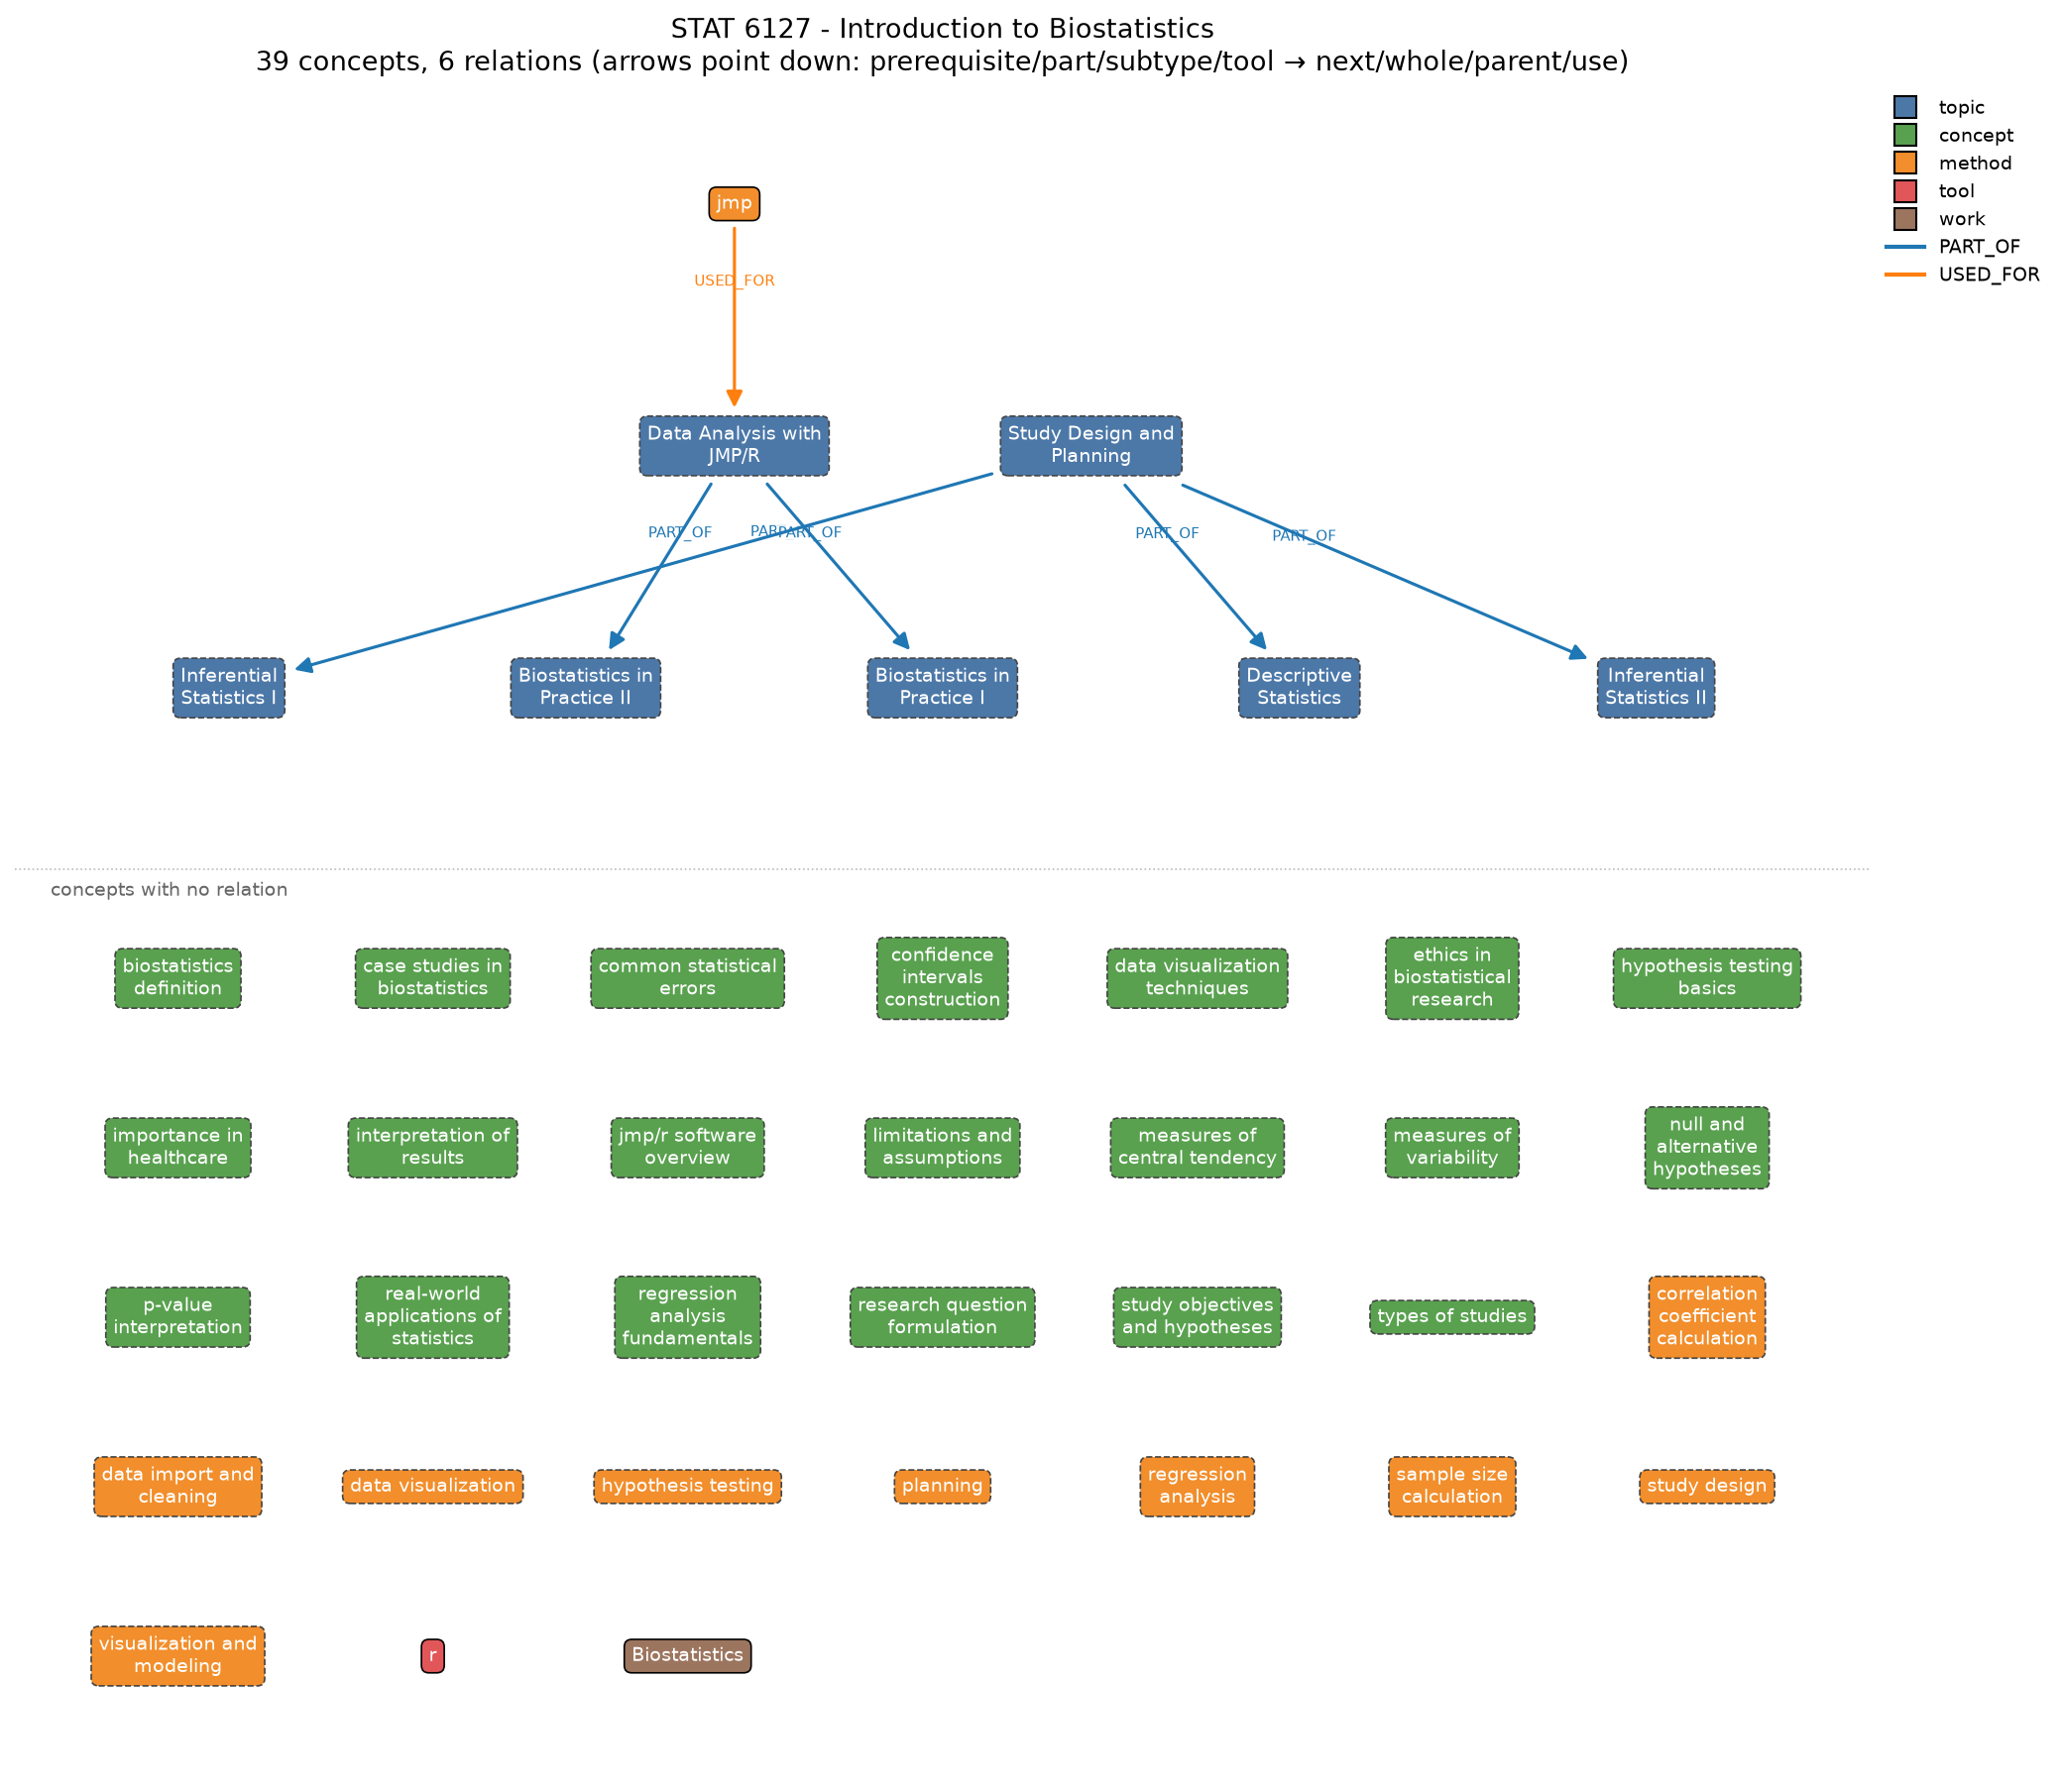 STAT 6127 - Introduction to Biostatistics
39 concepts, 6 relations (arrows point down: prerequisite/part/subtype/tool → next/whole/parent/use)
topic
concept
method
tool
work
PART_OF
USED_FOR
jmp
USED_FOR
Data Analysis with
JMP/R
Study Design and
Planning
PART_OF
PART_OF
PART_OF
PART_OF
Inferential
Statistics I
Biostatistics in
Practice II
Biostatistics in
Practice I
Descriptive
Statistics
Inferential
Statistics II
concepts with no relation
biostatistics
definition
case studies in
biostatistics
common statistical
errors
confidence
intervals
construction
data visualization
techniques
ethics in
biostatistical
research
hypothesis testing
basics
importance in
healthcare
interpretation of
results
jmp/r software
overview
limitations and
assumptions
measures of
central tendency
measures of
variability
null and
alternative
hypotheses
p-value
interpretation
real-world
applications of
statistics
regression
analysis
fundamentals
research question
formulation
study objectives
and hypotheses
types of studies
correlation
coefficient
calculation
data import and
cleaning
data visualization
hypothesis testing
planning
regression
analysis
sample size
calculation
study design
visualization and
modeling
r
Biostatistics